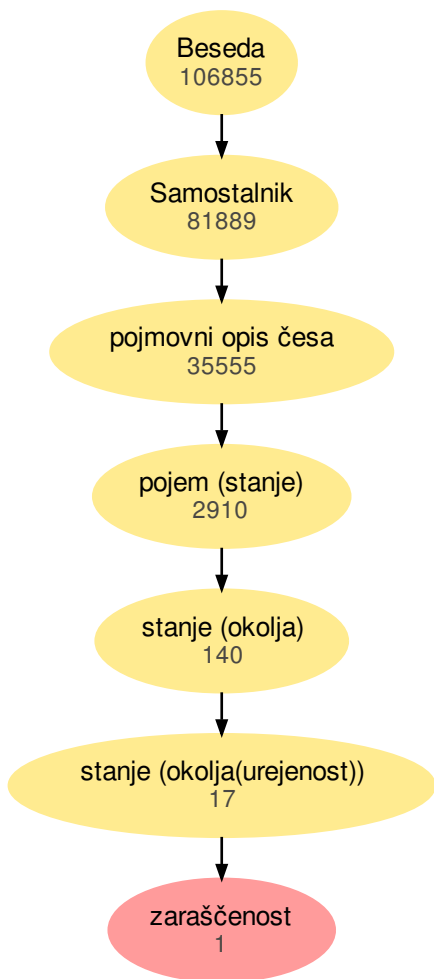 Beseda
106855
Samostalnik
81889
pojmovni opis česa
35555
pojem (stanje)
2910
stanje (okolja)
140
stanje (okolja(urejenost))
17
zaraščenost
1